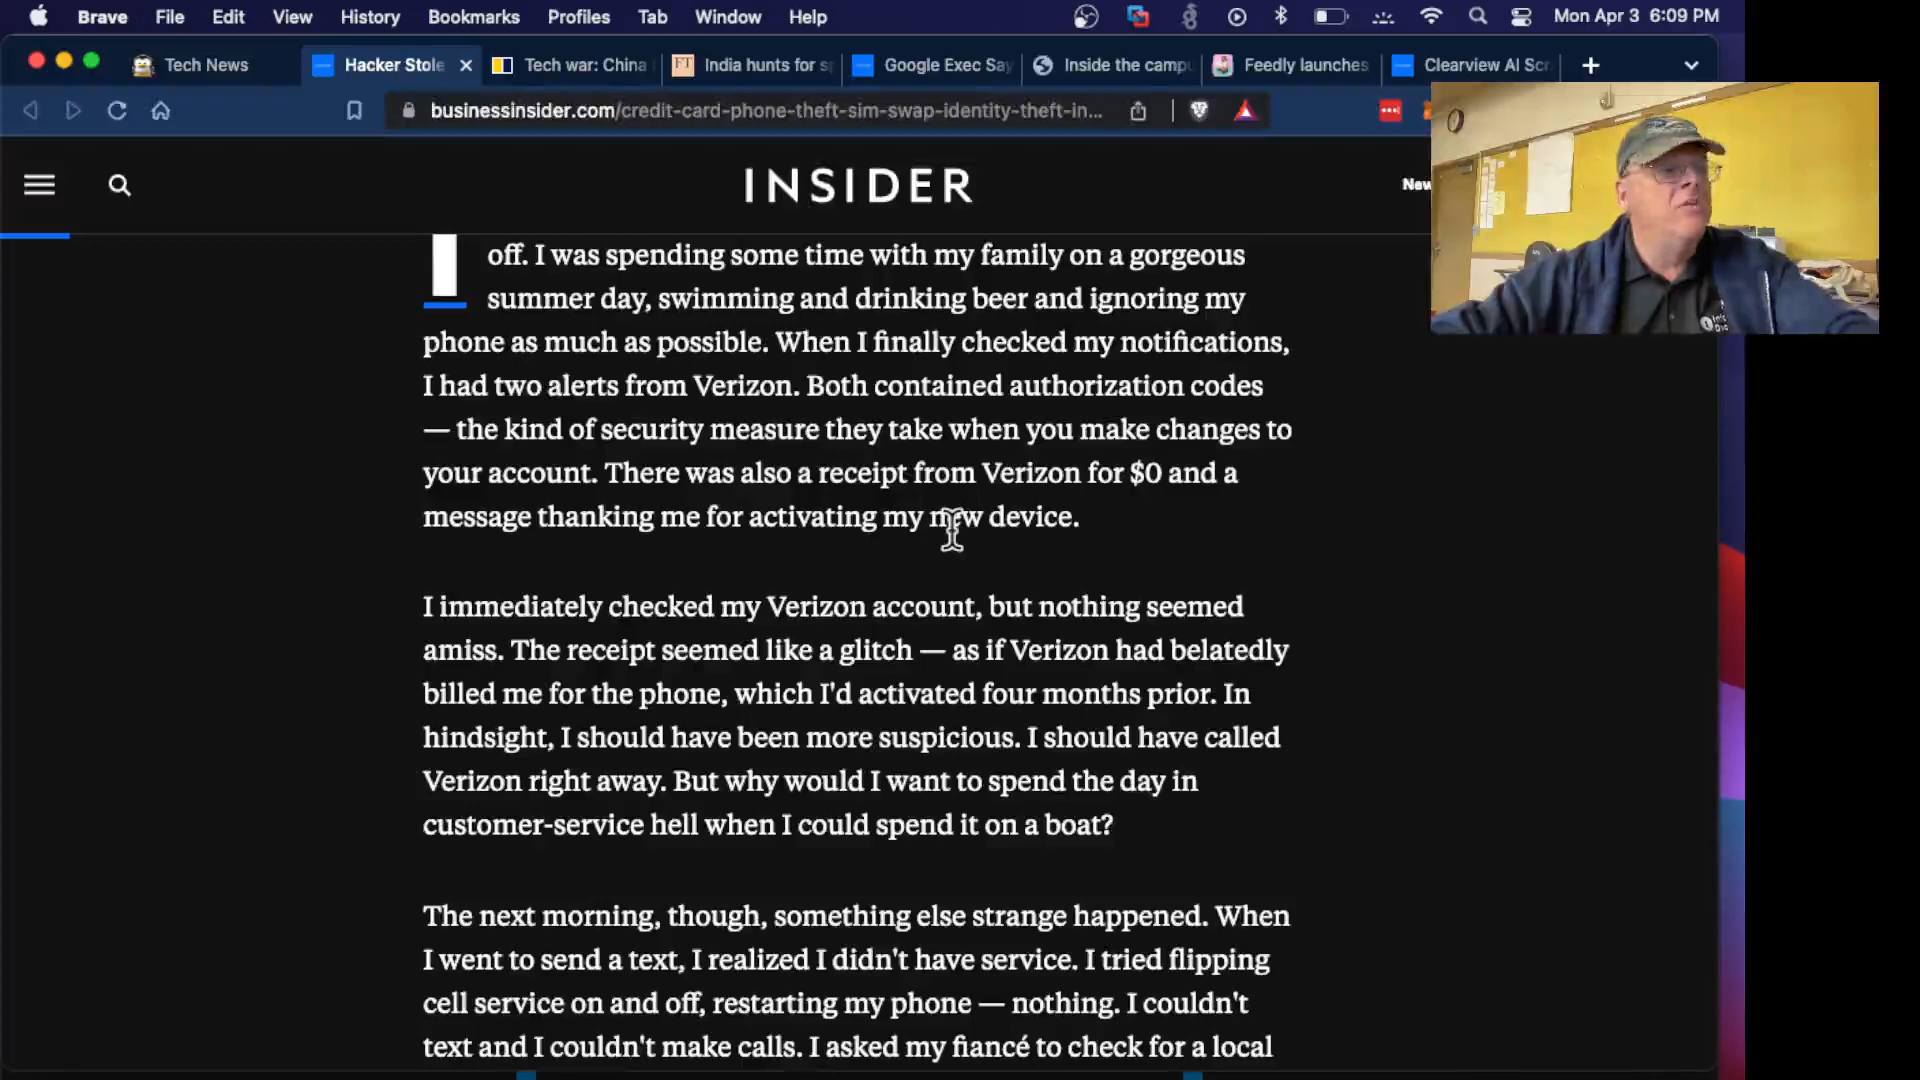 Brave File Edit View History Bookmarks Profiles Tab Window Help Mon Apr 3 6:09 PM
Tech News Hacker Stole Tech war: China India hunts for sp Google Exec Say Inside the campu Feedly launches Clearview AI Scr
businessinsider.com/credit-card-phone-theft-sim-swap-identity-theft-in...
INSIDER
New
off. I was spending some time with my family on a gorgeous
summer day, swimming and drinking beer and ignoring my
phone as much as possible. When I finally checked my notifications,
I had two alerts from Verizon. Both contained authorization codes
— the kind of security measure they take when you make changes to
your account. There was also a receipt from Verizon for $0 and a
message thanking me for activating my new device.
I immediately checked my Verizon account, but nothing seemed
amiss. The receipt seemed like a glitch — as if Verizon had belatedly
billed me for the phone, which I'd activated four months prior. In
hindsight, I should have been more suspicious. I should have called
Verizon right away. But why would I want to spend the day in
customer-service hell when I could spend it on a boat?
The next morning, though, something else strange happened. When
I went to send a text, I realized I didn't have service. I tried flipping
cell service on and off, restarting my phone — nothing. I couldn't
text and I couldn't make calls. I asked my fiancé to check for a local